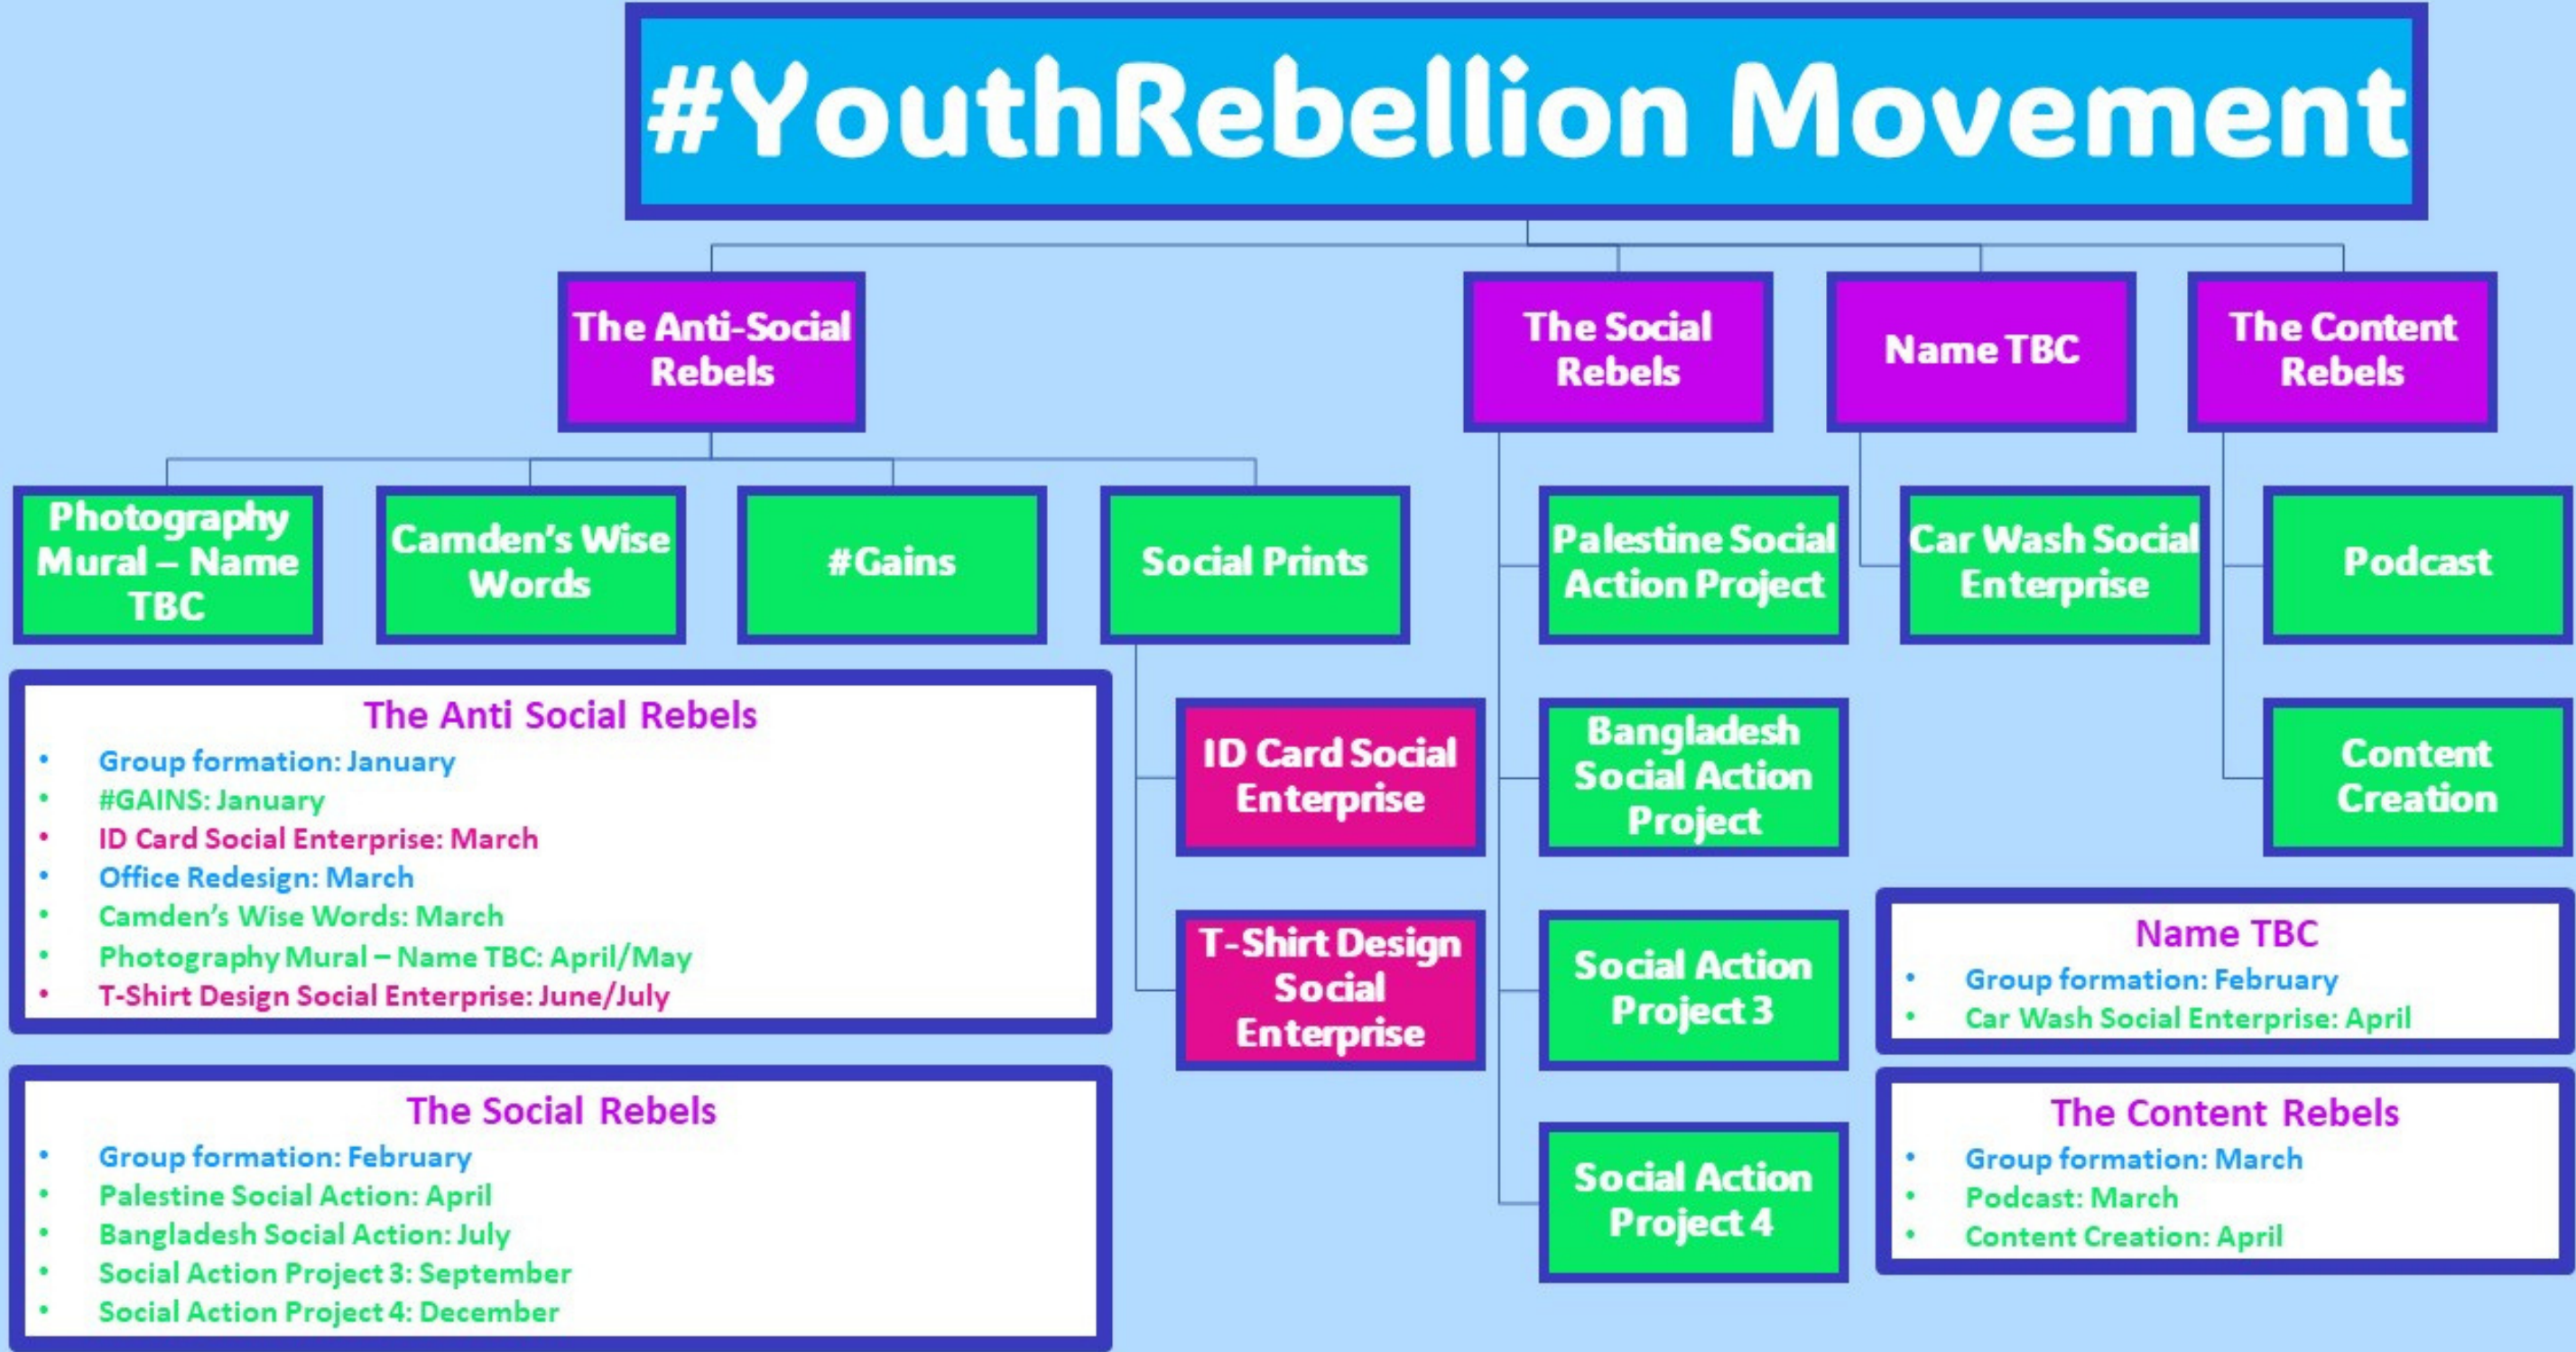 #YouthRebellion Movement
The Anti-Social
Rebels
The Social
Rebels
Name TBC
The Content
Rebels
Photography
Mural – Name
TBC
Camden's Wise
Words
#Gains
Social Prints
Palestine Social
Action Project
Car Wash Social
Enterprise
Podcast
ID Card Social
Enterprise
Bangladesh
Social Action
Project
Content
Creation
T-Shirt Design
Social
Enterprise
Social Action
Project 3
Social Action
Project 4
The Anti Social Rebels
• Group formation: January
• #GAINS: January
• ID Card Social Enterprise: March
• Office Redesign: March
• Camden's Wise Words: March
• Photography Mural – Name TBC: April/May
• T-Shirt Design Social Enterprise: June/July
The Social Rebels
• Group formation: February
• Palestine Social Action: April
• Bangladesh Social Action: July
• Social Action Project 3: September
• Social Action Project 4: December
Name TBC
• Group formation: February
• Car Wash Social Enterprise: April
The Content Rebels
• Group formation: March
• Podcast: March
• Content Creation: April